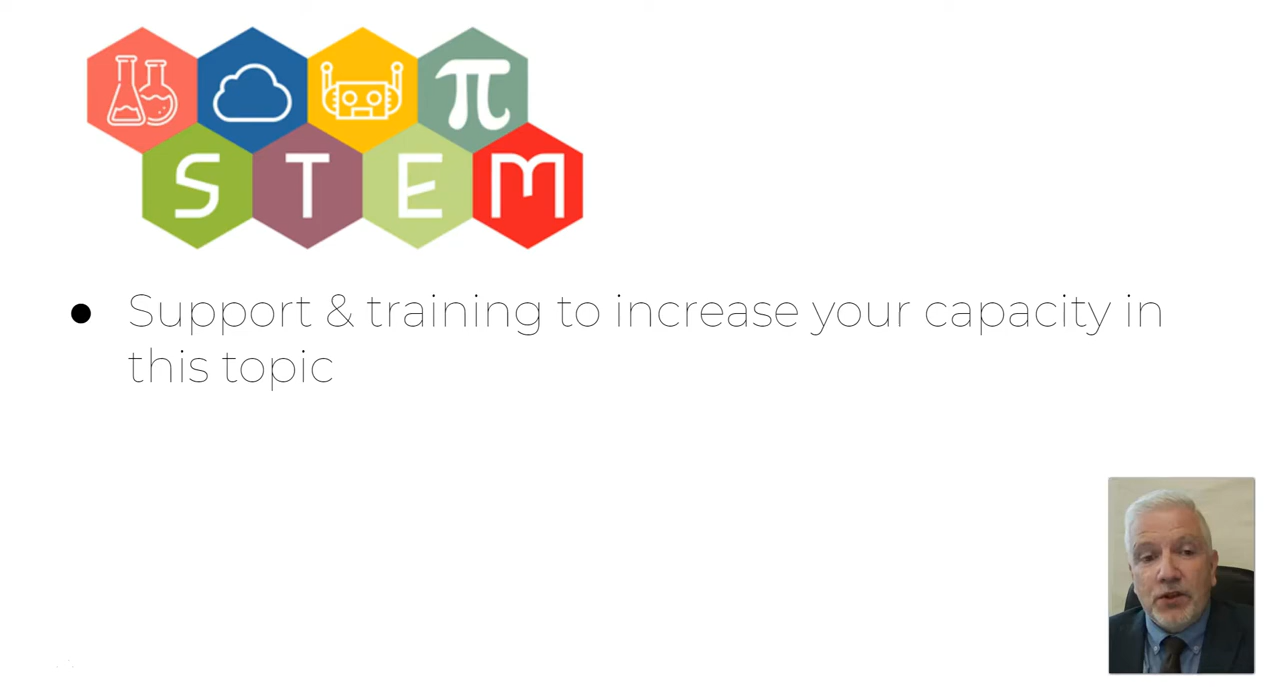 π
STEM
● Support & training to increase your capacity in
this topic